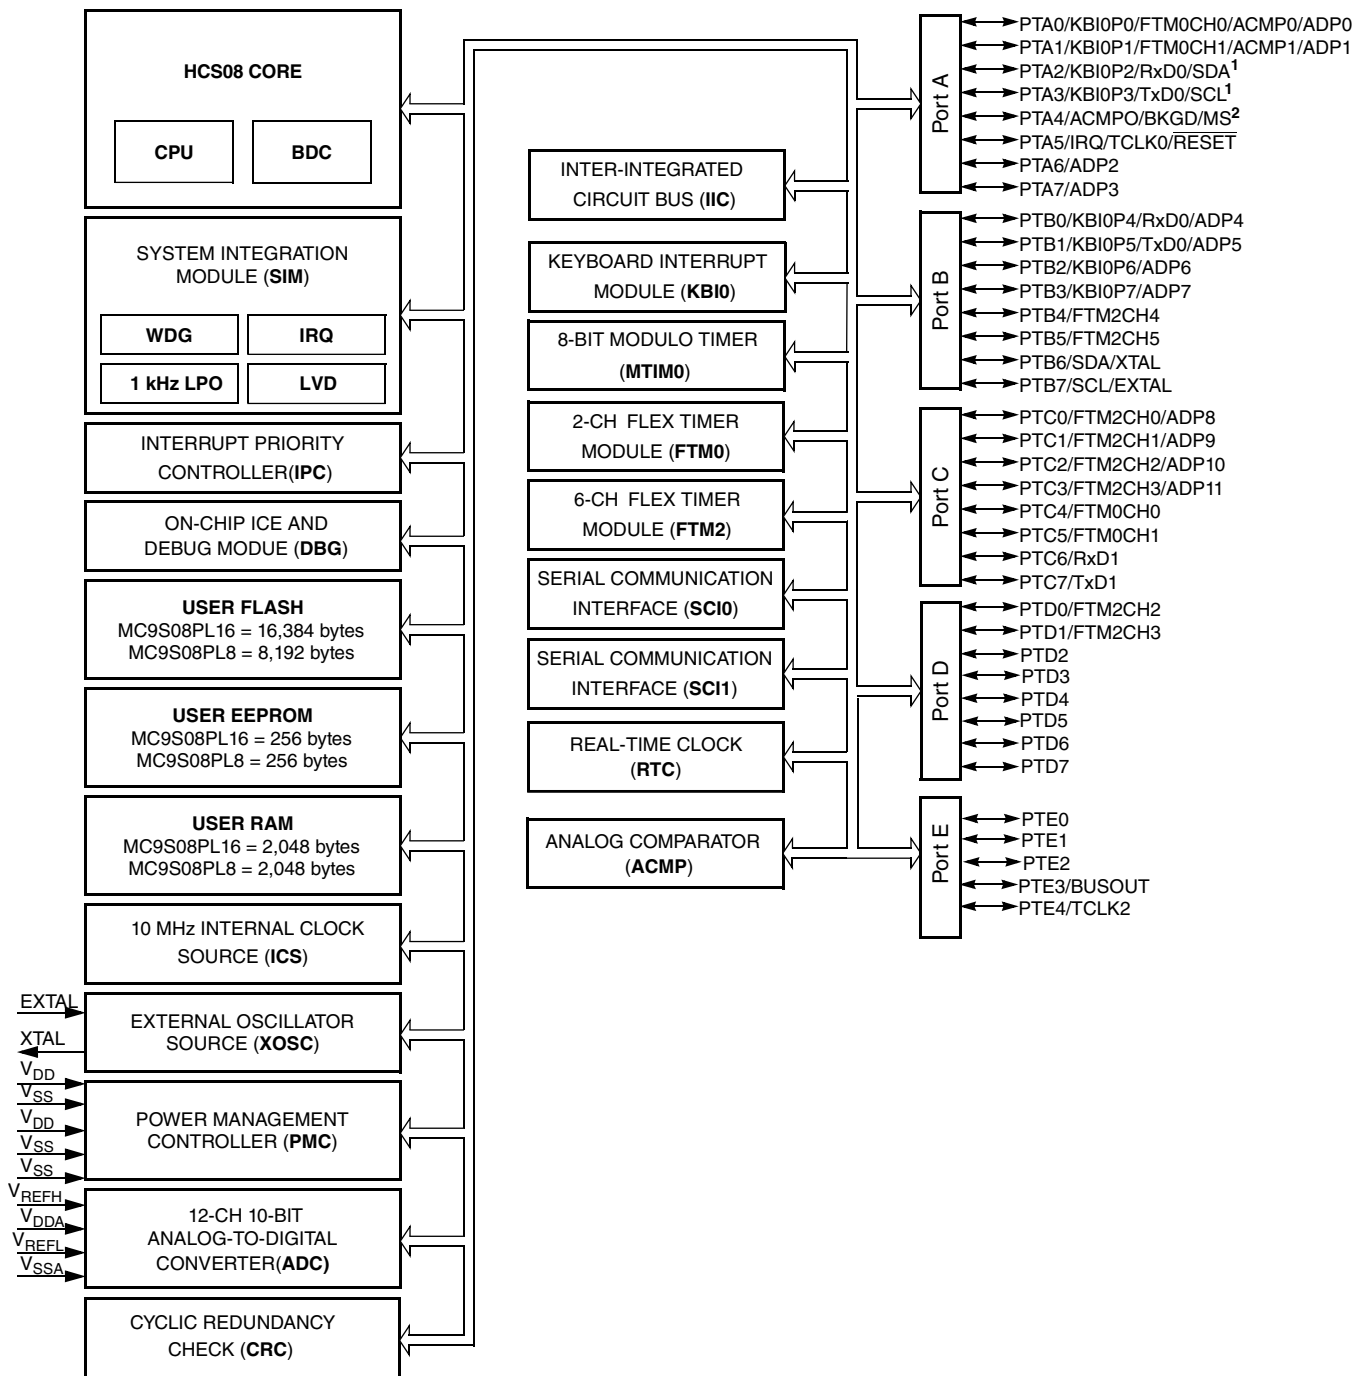 HCS08 CORE
CPU
BDC
SYSTEM INTEGRATION
MODULE (SIM)
WDG
IRQ
1 kHz LPO
LVD
INTERRUPT PRIORITY
CONTROLLER(IPC)
ON-CHIP ICE AND
DEBUG MODUE (DBG)
USER FLASH
MC9S08PL16 = 16,384 bytes
MC9S08PL8 = 8,192 bytes
USER EEPROM
MC9S08PL16 = 256 bytes
MC9S08PL8 = 256 bytes
USER RAM
MC9S08PL16 = 2,048 bytes
MC9S08PL8 = 2,048 bytes
10 MHz INTERNAL CLOCK
SOURCE (ICS)
EXTAL
XTAL
EXTERNAL OSCILLATOR
SOURCE (XOSC)
VDD
VSS
VDD
VSS
VSS
POWER MANAGEMENT
CONTROLLER (PMC)
VREFH
VDDA
VREFL
VSSA
12-CH 10-BIT
ANALOG-TO-DIGITAL
CONVERTER(ADC)
CYCLIC REDUNDANCY
CHECK (CRC)
INTER-INTEGRATED
CIRCUIT BUS (IIC)
KEYBOARD INTERRUPT
MODULE (KBI0)
8-BIT MODULO TIMER
(MTIM0)
2-CH FLEX TIMER
MODULE (FTM0)
6-CH FLEX TIMER
MODULE (FTM2)
SERIAL COMMUNICATION
INTERFACE (SCI0)
SERIAL COMMUNICATION
INTERFACE (SCI1)
REAL-TIME CLOCK
(RTC)
ANALOG COMPARATOR
(ACMP)
Port A
PTA0/KBI0P0/FTM0CH0/ACMP0/ADP0
PTA1/KBI0P1/FTM0CH1/ACMP1/ADP1
PTA2/KBI0P2/RxD0/SDA1
PTA3/KBI0P3/TxD0/SCL1
PTA4/ACMPO/BKGD/MS2
PTA5/IRQ/TCLK0/RESET
PTA6/ADP2
PTA7/ADP3
Port B
PTB0/KBI0P4/RxD0/ADP4
PTB1/KBI0P5/TxD0/ADP5
PTB2/KBI0P6/ADP6
PTB3/KBI0P7/ADP7
PTB4/FTM2CH4
PTB5/FTM2CH5
PTB6/SDA/XTAL
PTB7/SCL/EXTAL
Port C
PTC0/FTM2CH0/ADP8
PTC1/FTM2CH1/ADP9
PTC2/FTM2CH2/ADP10
PTC3/FTM2CH3/ADP11
PTC4/FTM0CH0
PTC5/FTM0CH1
PTC6/RxD1
PTC7/TxD1
Port D
PTD0/FTM2CH2
PTD1/FTM2CH3
PTD2
PTD3
PTD4
PTD5
PTD6
PTD7
Port E
PTE0
PTE1
PTE2
PTE3/BUSOUT
PTE4/TCLK2